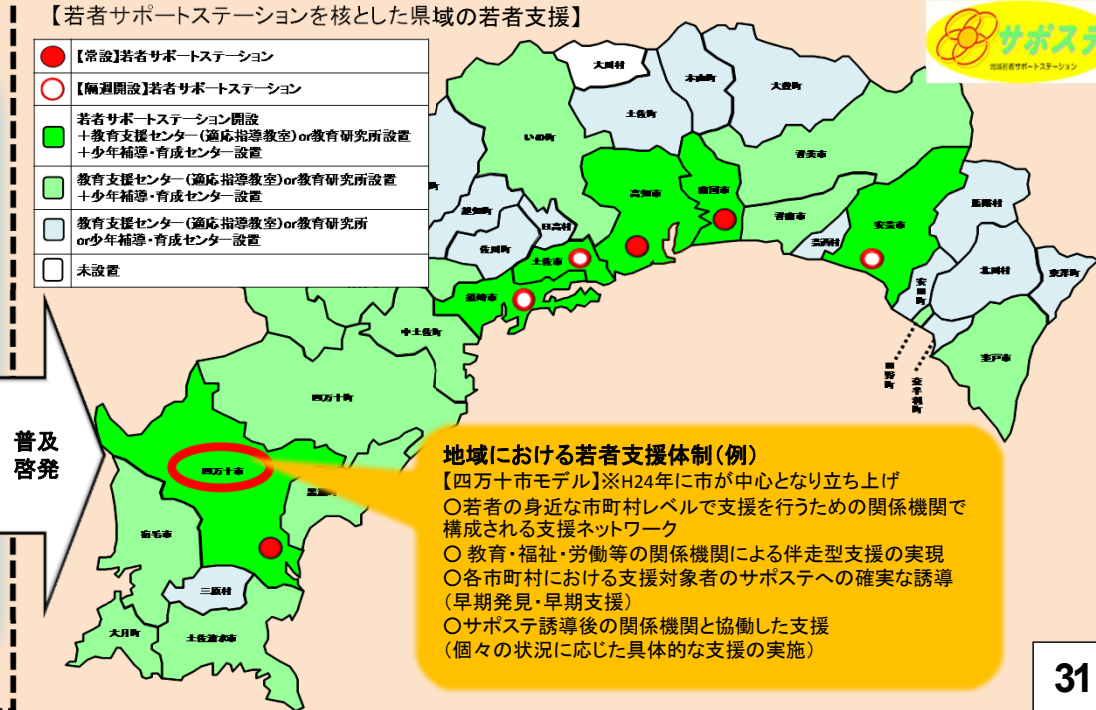 【若者サポートステーションを核とした県域の若者支援】
サポステ
地域若者サポートステーション
【常設】若者サポートステーション
【隔週開設】若者サポートステーション
若者サポートステーション開設
＋教育支援センター(適応指導教室)or教育研究所設置
＋少年補導・育成センター設置
教育支援センター(適応指導教室)or教育研究所設置
＋少年補導・育成センター設置
教育支援センター(適応指導教室)or教育研究所
or少年補導・育成センター設置
未設置
大川村
本山町
大豊町
土佐町
いの町
香美市
高知市
南国市
安芸市
馬路村
町
越知町
日高村
香南市
芸西村
佐川町
土佐市
北川村
東洋町
安田町
須崎市
中土佐町
室戸市
田野町
奈半利町
四万十町
普及
啓発
四万十市
黒潮町
宿毛市
三原村
大月町
土佐清水市
地域における若者支援体制(例)
【四万十市モデル】※H24年に市が中心となり立ち上げ
○若者の身近な市町村レベルで支援を行うための関係機関で
構成される支援ネットワーク
○ 教育・福祉・労働等の関係機関による伴走型支援の実現
○各市町村における支援対象者のサポステへの確実な誘導
(早期発見・早期支援)
○サポステ誘導後の関係機関と協働した支援
(個々の状況に応じた具体的な支援の実施)
31